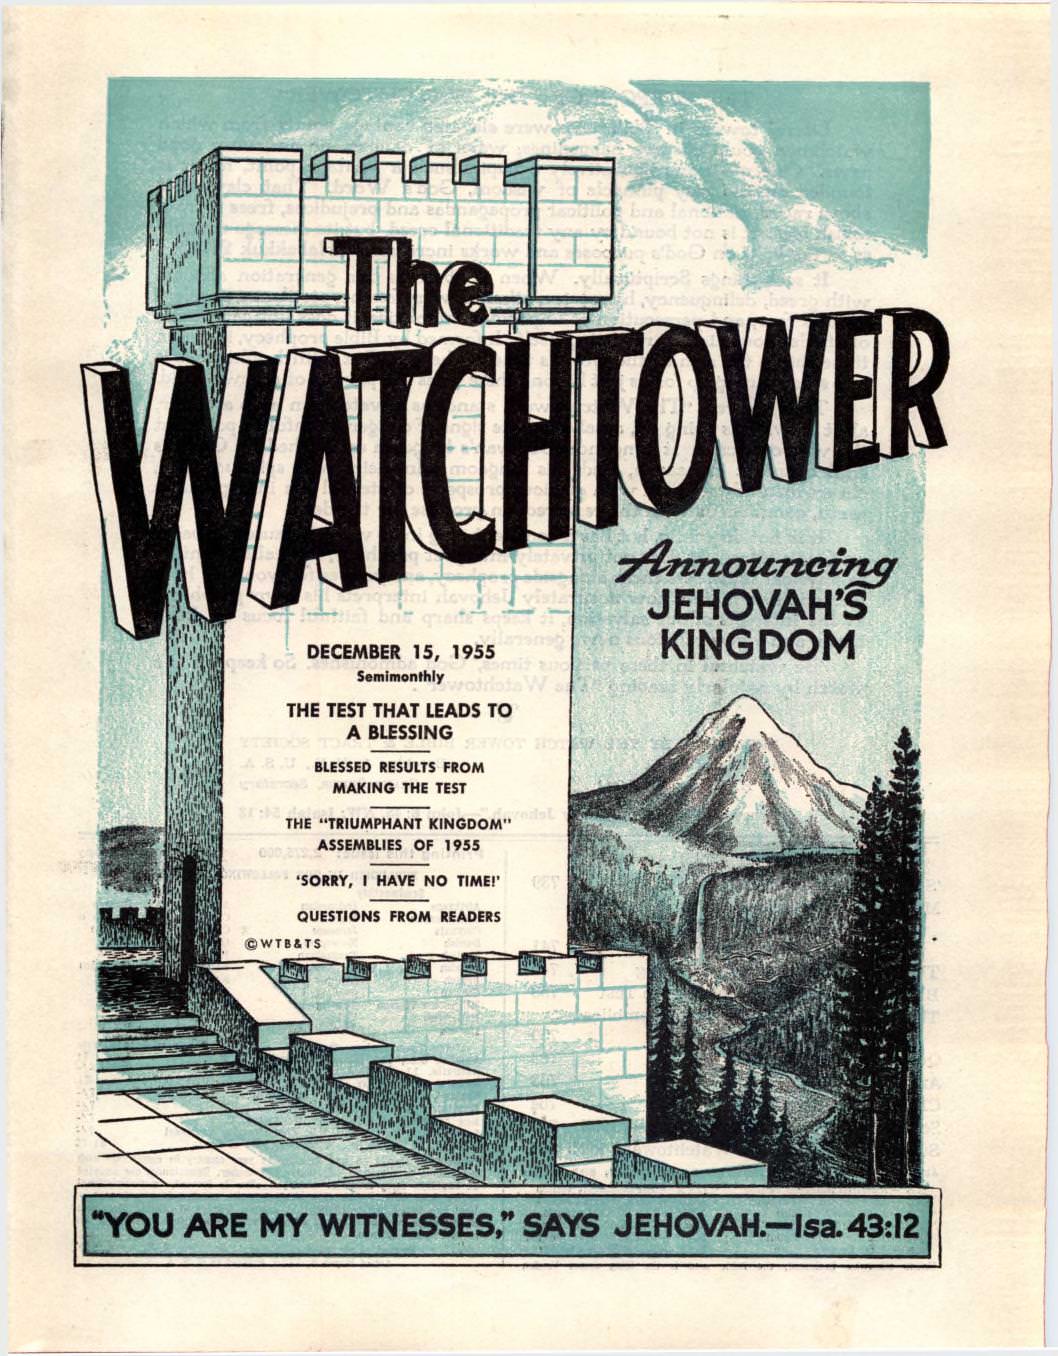 The
WATCHTOWER
Announcing
JEHOVAH'S
KINGDOM
DECEMBER 15, 1955
Semimonthly
THE TEST THAT LEADS TO
A BLESSING
BLESSED RESULTS FROM
MAKING THE TEST
THE "TRIUMPHANT KINGDOM"
ASSEMBLIES OF 1955
'SORRY, I HAVE NO TIME!'
QUESTIONS FROM READERS
©WTB&TS
"YOU ARE MY WITNESSES," SAYS JEHOVAH.—Isa. 43:12